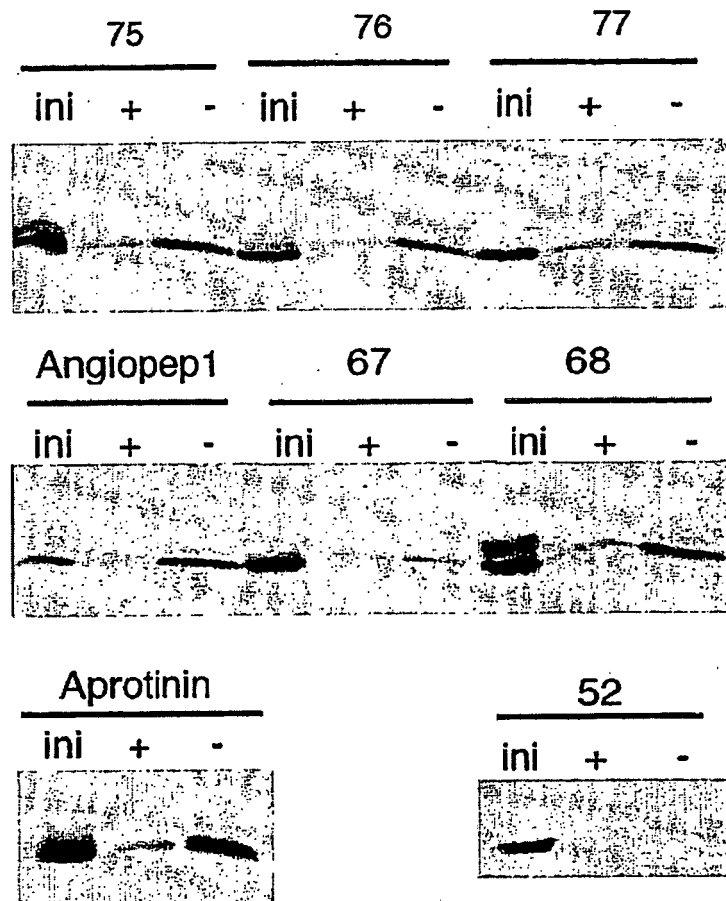 75 76 77
ini + - ini + - ini + -
Angiopep1 67 68
ini + - ini + - ini + -
Aprotinin 52
ini + - ini + -